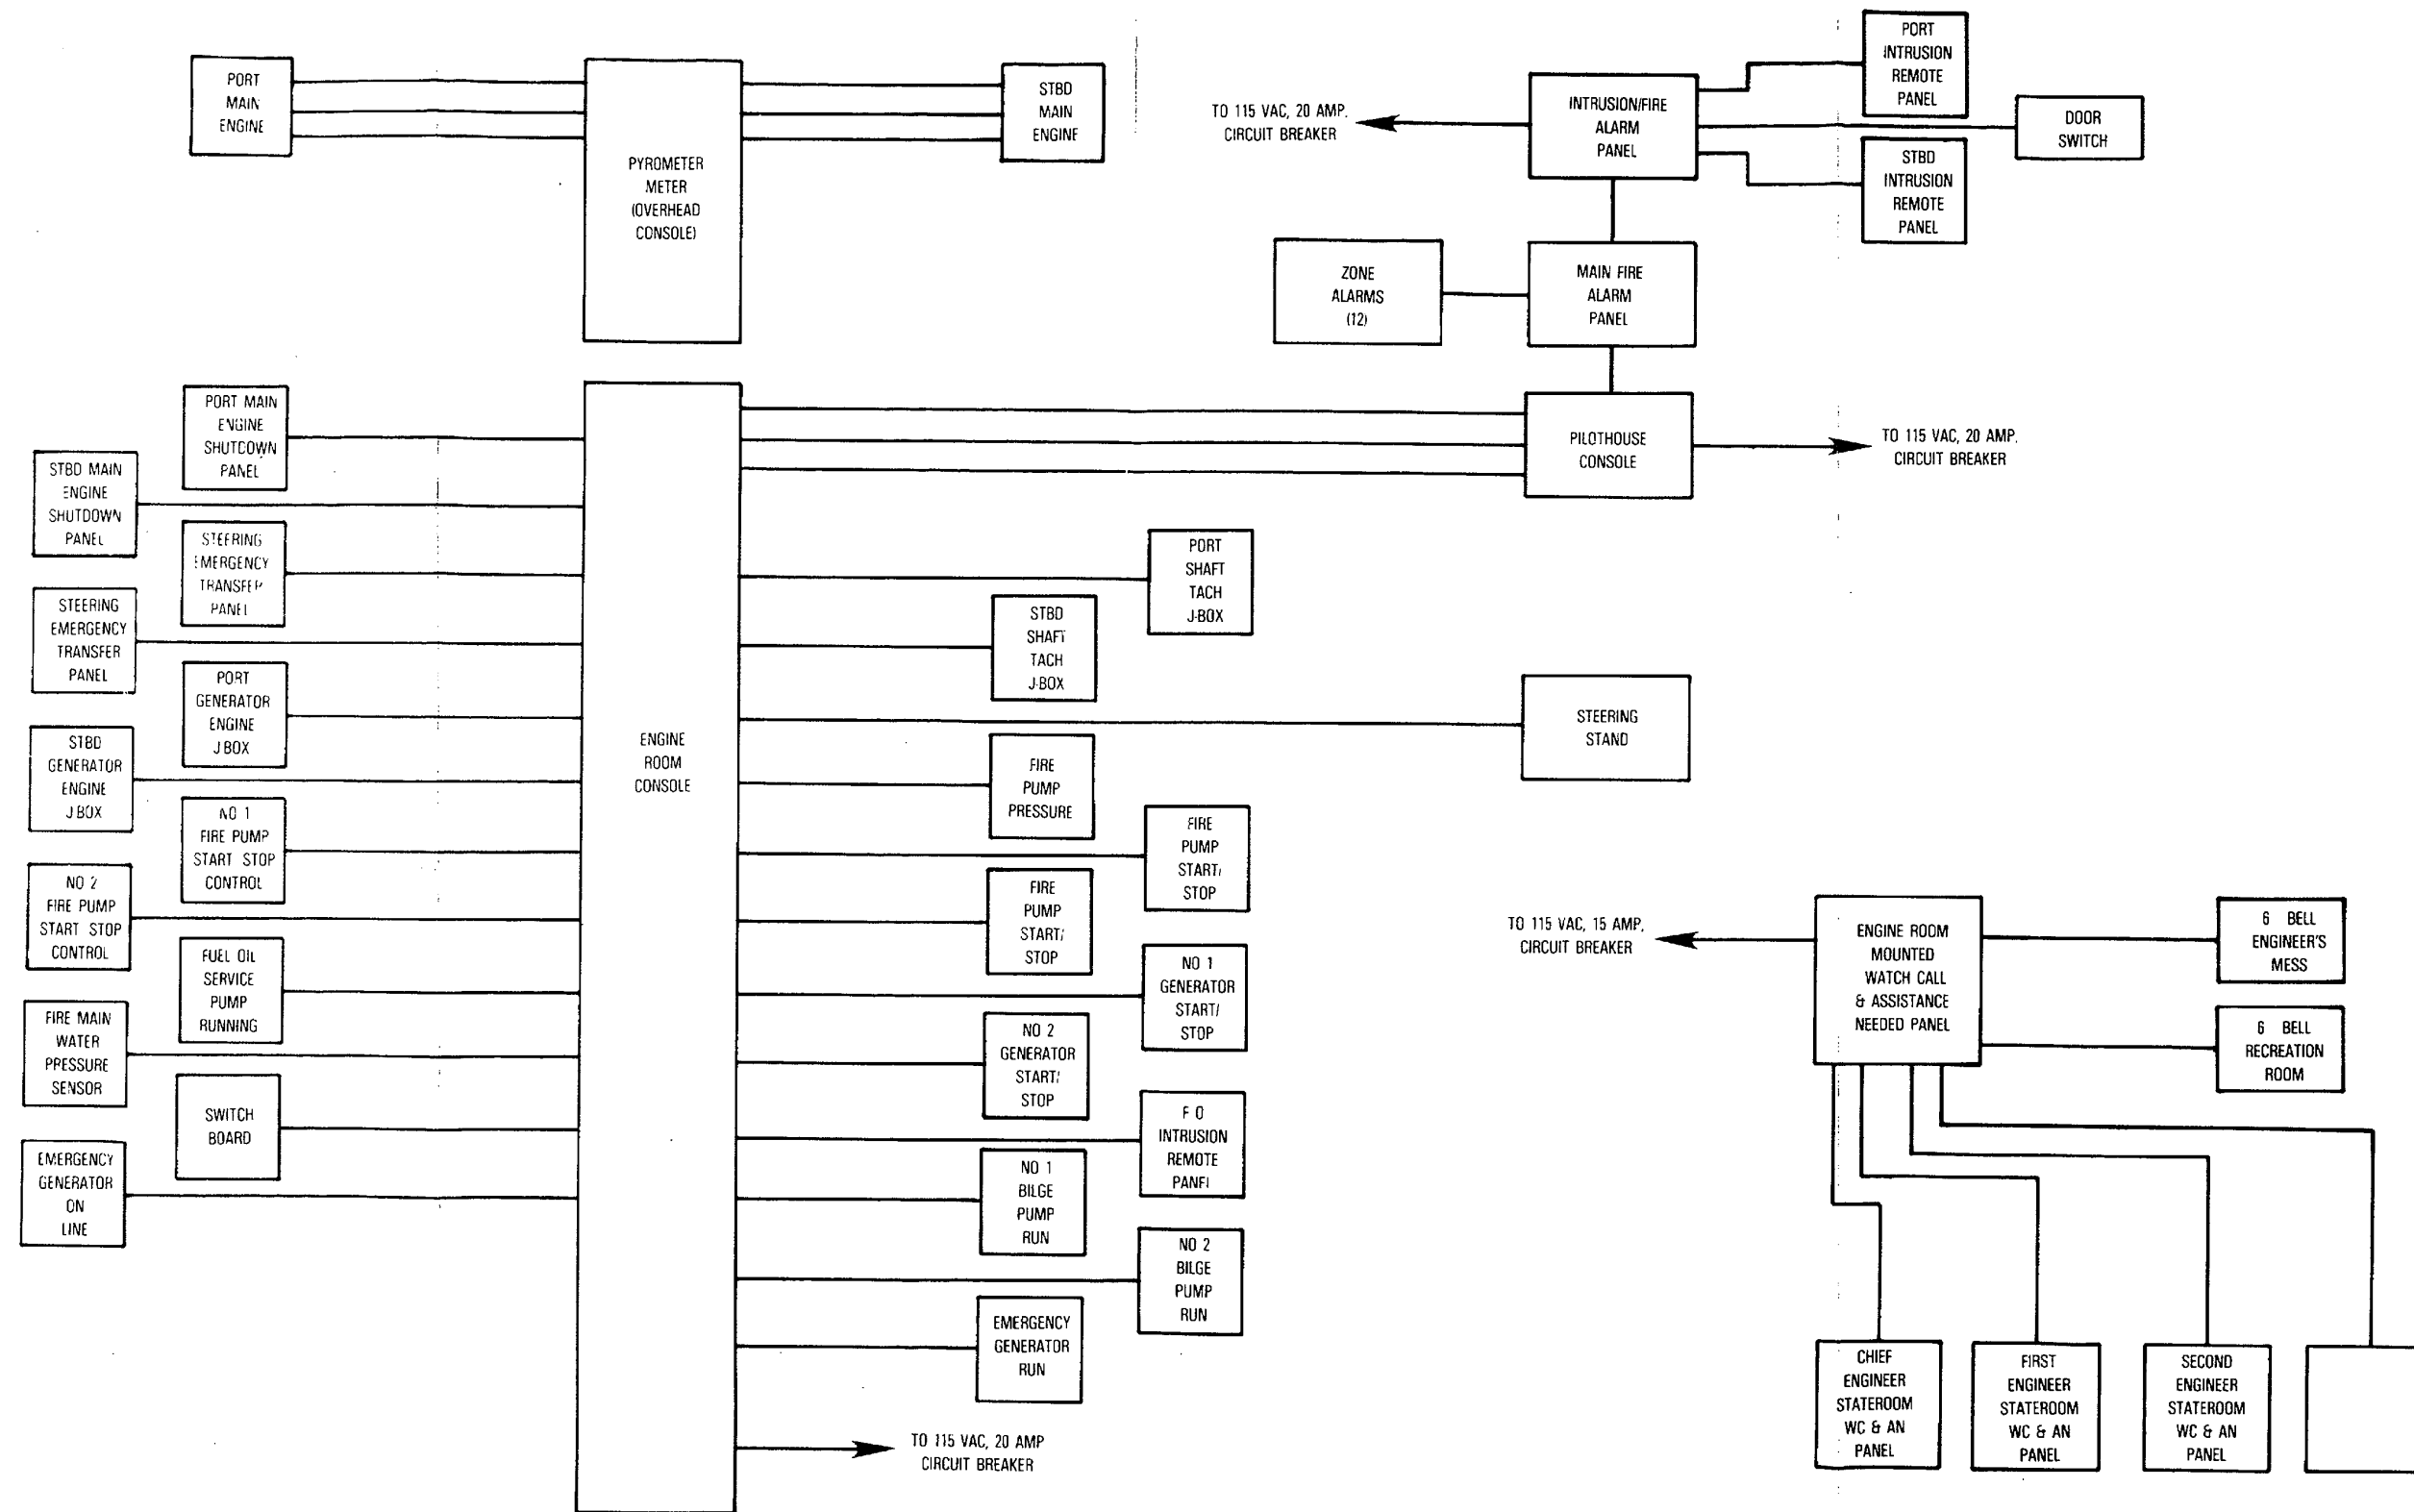 PORT
MAIN
ENGINE
PYROMETER
METER
(OVERHEAD
CONSOLE)
STBD
MAIN
ENGINE
TO 115 VAC, 20 AMP.
CIRCUIT BREAKER
INTRUSION/FIRE
ALARM
PANEL
PORT
INTRUSION
REMOTE
PANEL
DOOR
SWITCH
STBD
INTRUSION
REMOTE
PANEL
ZONE
ALARMS
(12)
MAIN FIRE
ALARM
PANEL
PILOTHOUSE
CONSOLE
TO 115 VAC, 20 AMP.
CIRCUIT BREAKER
PORT MAIN
ENGINE
SHUTDOWN
PANEL
STBD MAIN
ENGINE
SHUTDOWN
PANEL
STEERING
EMERGENCY
TRANSFER
PANEL
STEERING
EMERGENCY
TRANSFER
PANEL
PORT
GENERATOR
ENGINE
J BOX
STBD
GENERATOR
ENGINE
J BOX
NO 1
FIRE PUMP
START STOP
CONTROL
NO 2
FIRE PUMP
START STOP
CONTROL
FUEL OIL
SERVICE
PUMP
RUNNING
FIRE MAIN
WATER
PRESSURE
SENSOR
SWITCH
BOARD
EMERGENCY
GENERATOR
ON
LINE
ENGINE
ROOM
CONSOLE
PORT
SHAFT
TACH
J-BOX
STBD
SHAFT
TACH
J-BOX
STEERING
STAND
FIRE
PUMP
PRESSURE
FIRE
PUMP
START/
STOP
FIRE
PUMP
START/
STOP
NO 1
GENERATOR
START/
STOP
NO 2
GENERATOR
START/
STOP
F O
INTRUSION
REMOTE
PANEL
NO 1
BILGE
PUMP
RUN
NO 2
BILGE
PUMP
RUN
EMERGENCY
GENERATOR
RUN
TO 115 VAC, 20 AMP
CIRCUIT BREAKER
TO 115 VAC, 15 AMP.
CIRCUIT BREAKER
ENGINE ROOM
MOUNTED
WATCH CALL
& ASSISTANCE
NEEDED PANEL
6 BELL
ENGINEER'S
MESS
6 BELL
RECREATION
ROOM
CHIEF
ENGINEER
STATEROOM
WC & AN
PANEL
FIRST
ENGINEER
STATEROOM
WC & AN
PANEL
SECOND
ENGINEER
STATEROOM
WC & AN
PANEL